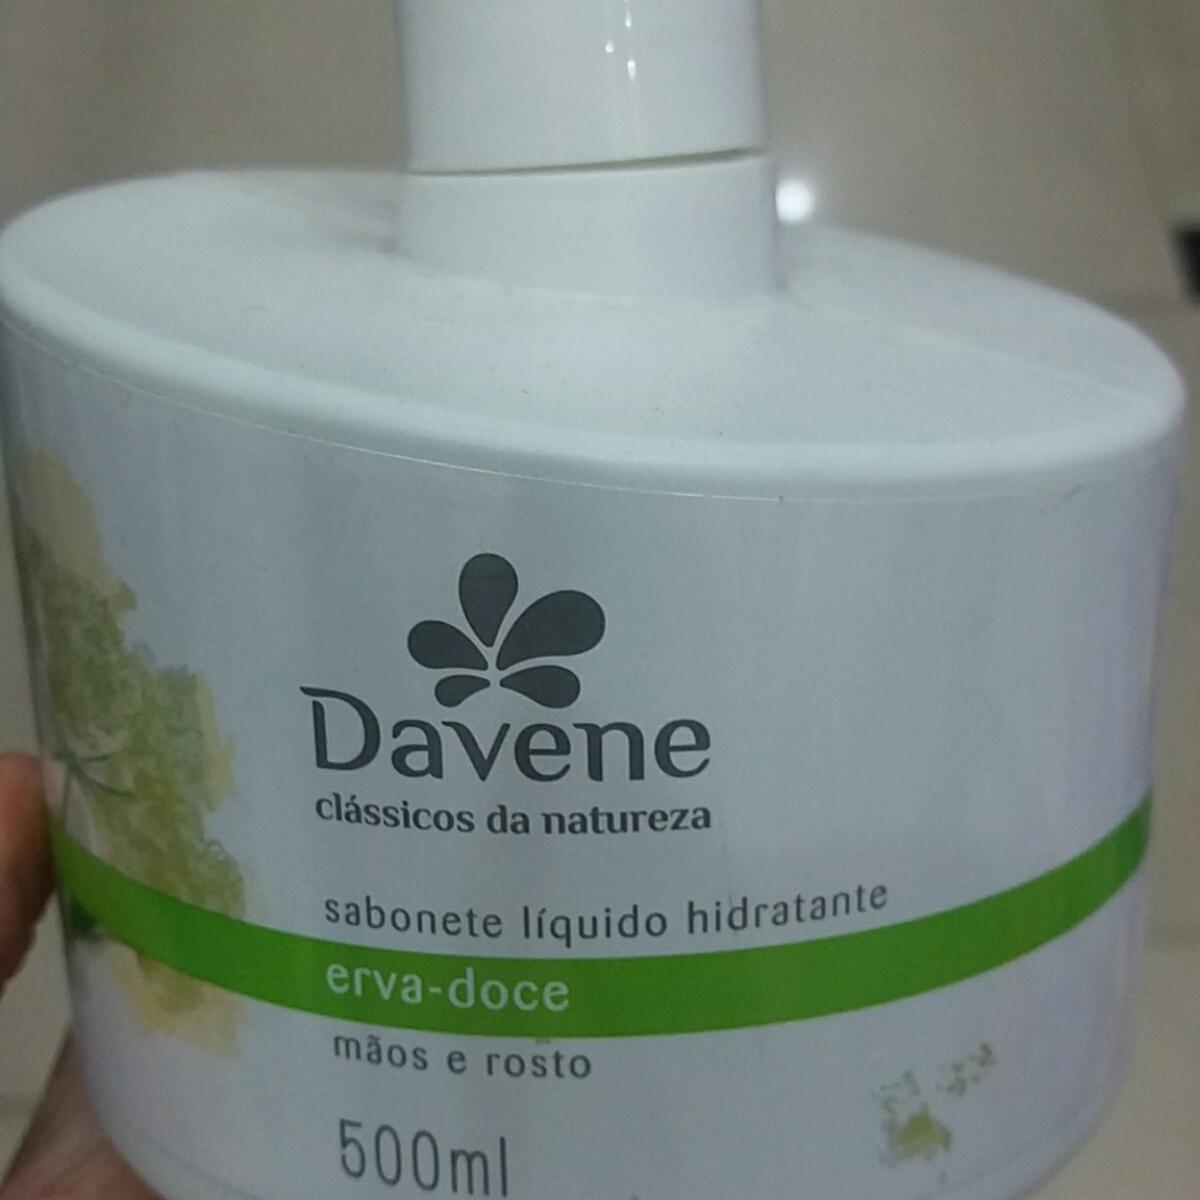 Davene
clássicos da natureza
sabonete líquido hidratante
erva-doce
mãos e rosto
500ml